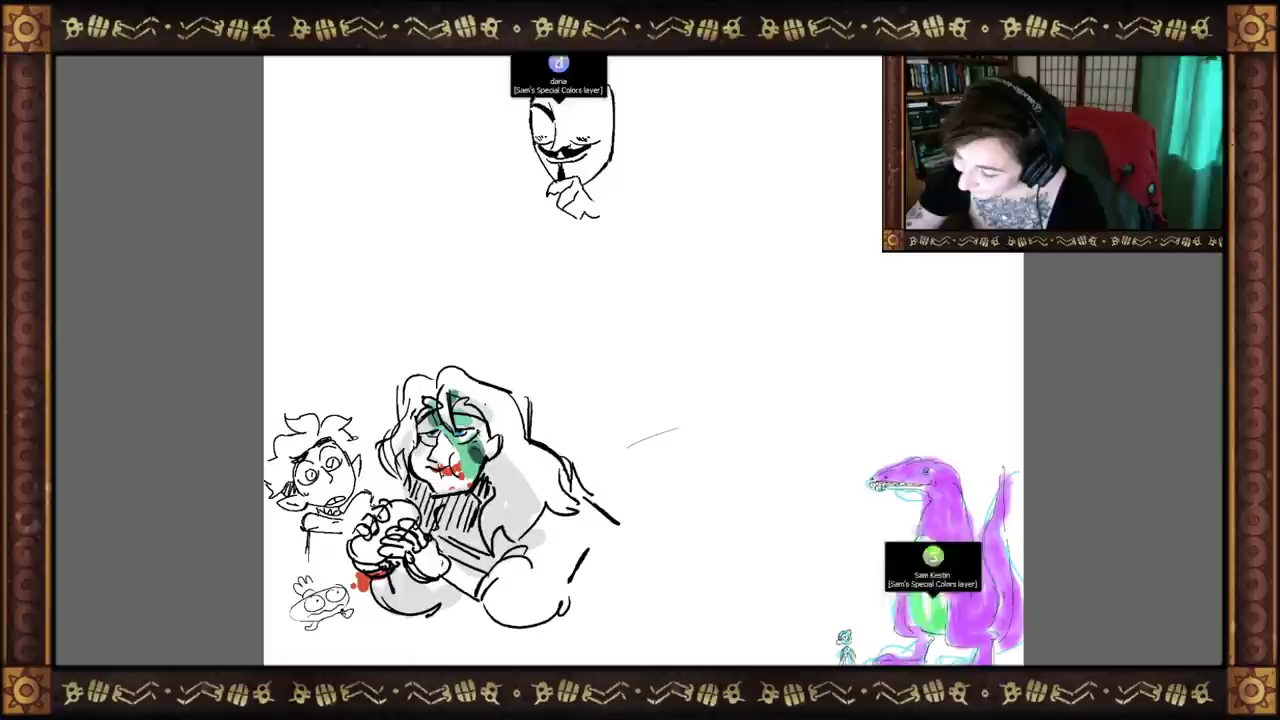 d
dana
[Sam's Special Colors layer]
S
Sam Kestin
[Sam's Special Colors layer]